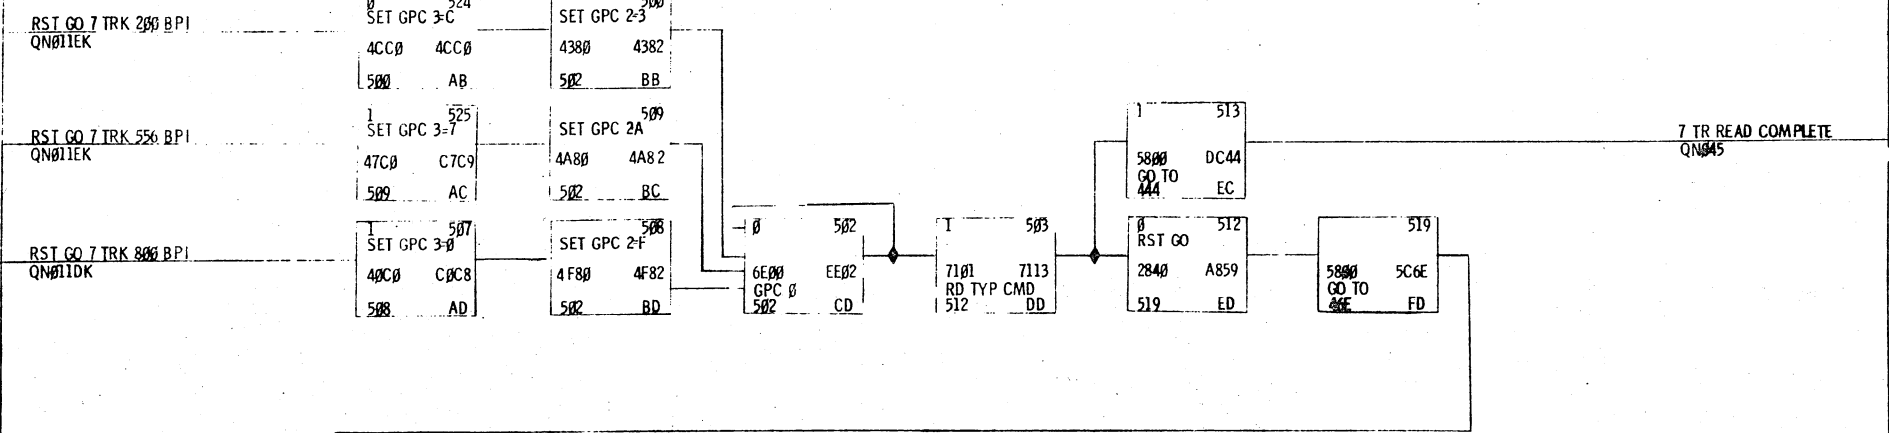 RST GO 7 TRK 2ØØ BPI
QNØ11EK
Ø 524
SET GPC 3=C
4CCØ 4CCØ
5ØØ AB
5ØØ
SET GPC 2=3
438Ø 4382
5Ø2 BB
RST GO 7 TRK 556 BPI
QNØ11EK
1 525
SET GPC 3=7
47CØ C7C9
5Ø9 AC
5Ø9
SET GPC 2A
4A8Ø 4A82
5Ø2 BC
1 513
58ØØ DC44
GO TO
444 EC
7 TR READ COMPLETE
QNØ45
RST GO 7 TRK 8ØØ BPI
QNØ11DK
1 5Ø7
SET GPC 3=Ø
4ØCØ CØC8
5Ø8 AD
5Ø8
SET GPC 2=F
4F8Ø 4F82
5Ø2 BD
Ø 5Ø2
6EØØ EEØ2
GPC Ø
5Ø2 CD
1 5Ø3
71Ø1 7113
RD TYP CMD
512 DD
Ø 512
RST GO
284Ø A859
519 ED
519
58ØØ 5C6E
GO TO
FD